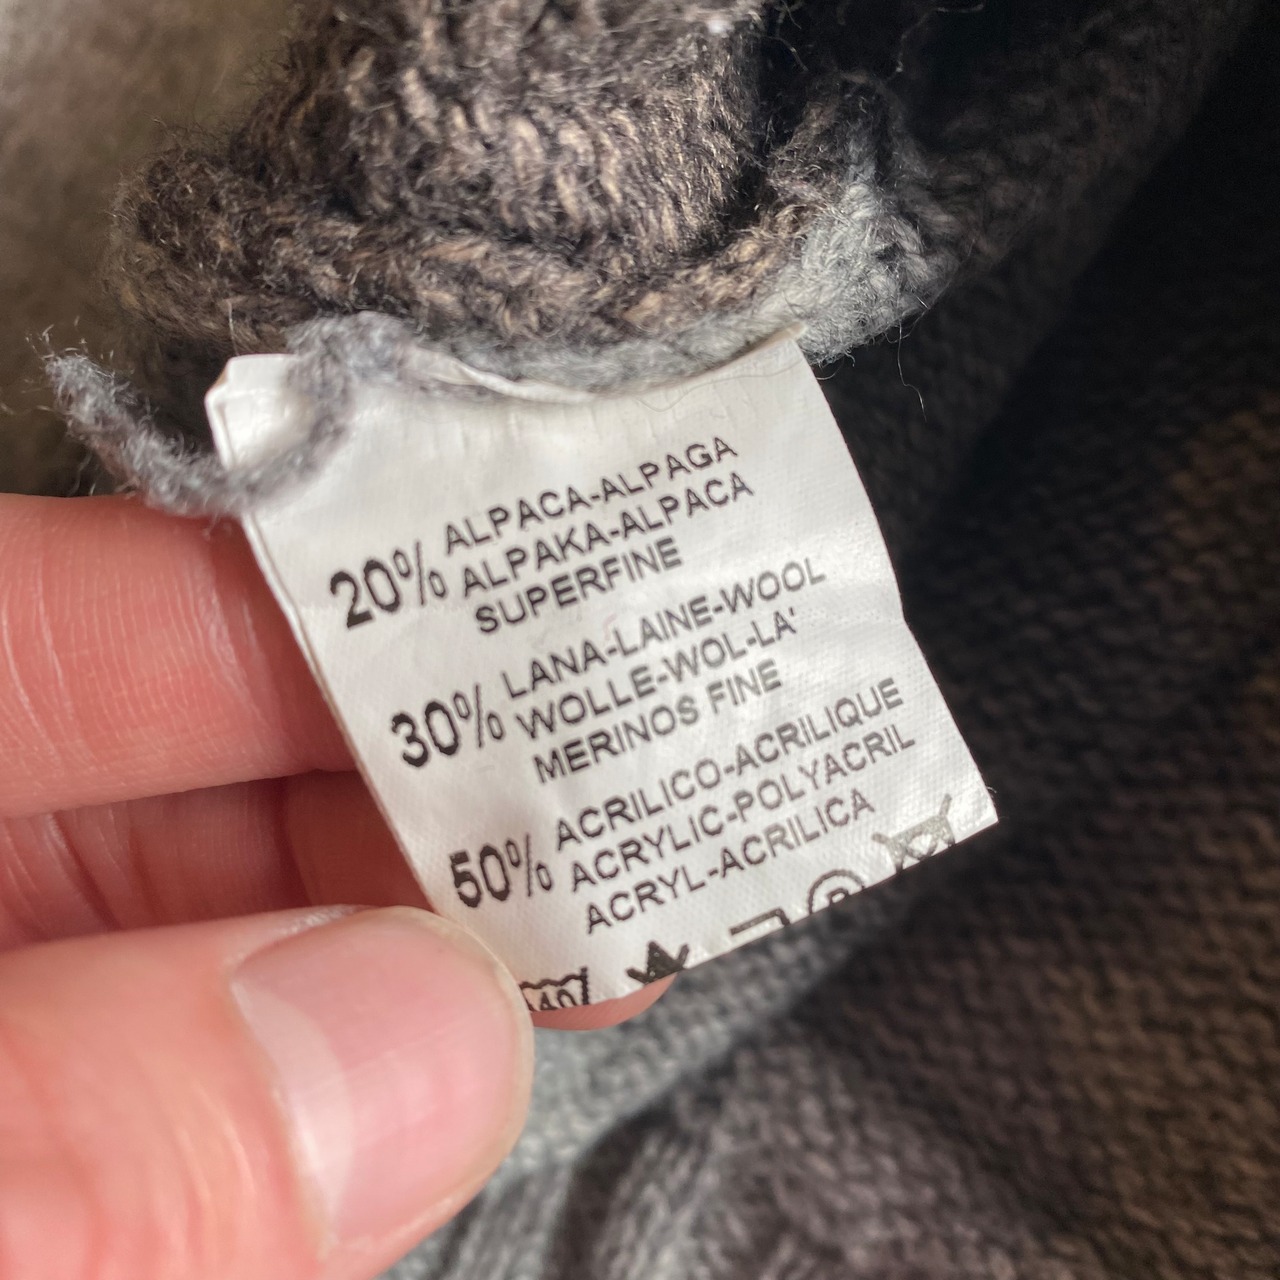 20% ALPACA-ALPAGA
ALPAKA-ALPACA
SUPERFINE
30% LANA-LAINE-WOOL
WOLLE-WOL-LA'
MERINOS FINE
50% ACRILICO-ACRILIQUE
ACRYLIC-POLYACRIL
ACRYL-ACRILICA
40 P